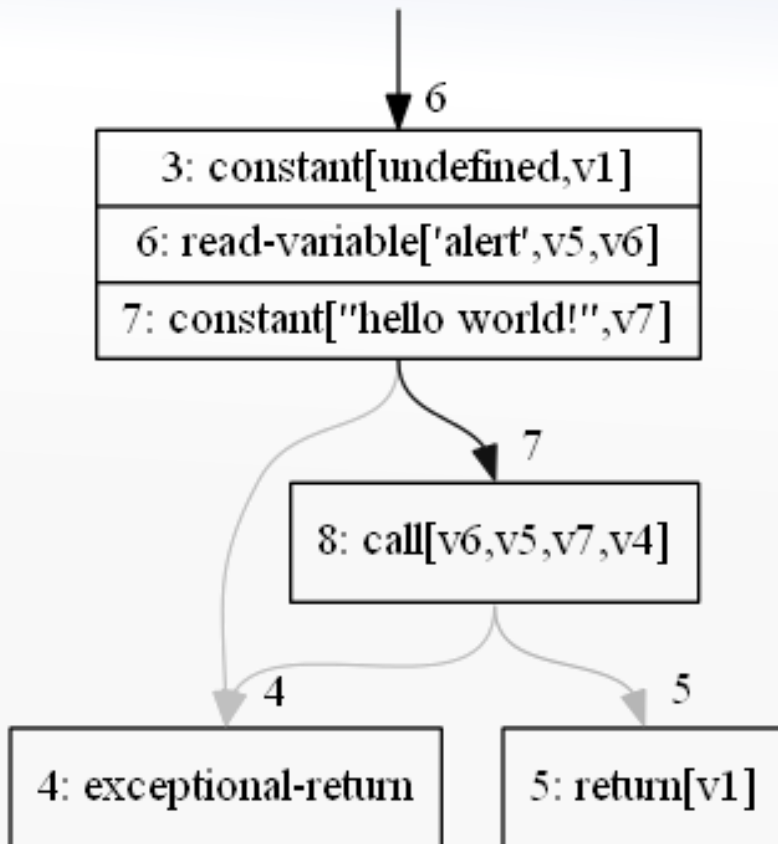 6
3: constant[undefined,v1]
6: read-variable['alert',v5,v6]
7: constant["hello world!",v7]
7
8: call[v6,v5,v7,v4]
4
5
4: exceptional-return
5: return[v1]